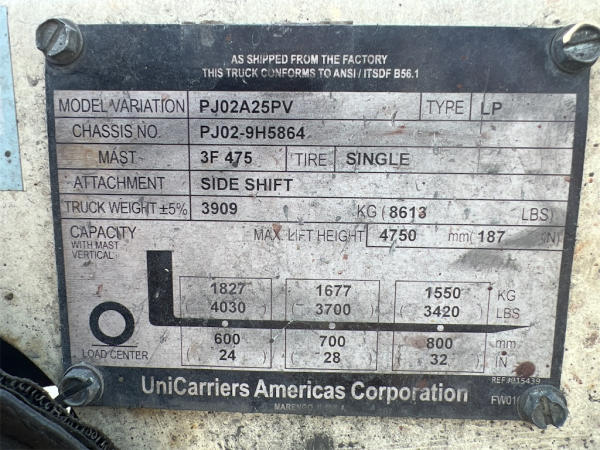 AS SHIPPED FROM THE FACTORY
THIS TRUCK CONFORMS TO ANSI / ITSDF B56.1
MODEL/VARIATION PJ02A25PV TYPE LP
CHASSIS NO. PJ02-9H5864
MAST 3F 475 TIRE SINGLE
ATTACHMENT SIDE SHIFT
TRUCK WEIGHT ±5% 3909 KG ( 8613 LBS)
CAPACITY
WITH MAST
VERTICAL
MAX. LIFT HEIGHT 4750 mm ( 187 IN)
1827 1677 1550 KG
( 4030 ) ( 3700 ) ( 3420 ) LBS
600 700 800 mm
( 24 ) ( 28 ) ( 32 ) IN
LOAD CENTER
UniCarriers Americas Corporation
REF #915439
MARENGO